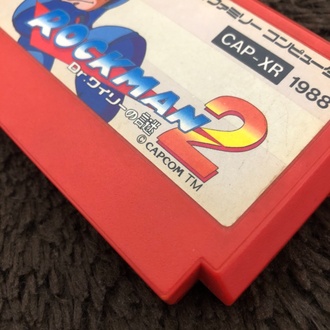 ファミリー コンピュータ
CAP-XR 1988
ROCKMAN 2
Dr.ワイリーの謎
©CAPCOM TM